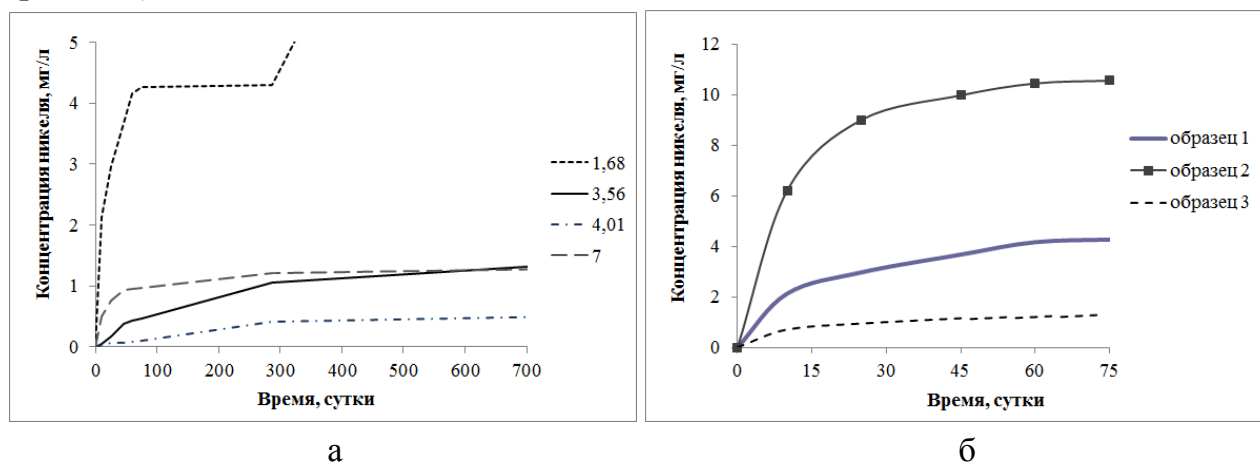 Концентрация никеля, мг/л
5
4
3
2
1
0
0 100 200 300 400 500 600 700
Время, сутки
1,68
3,56
4,01
7
а
Концентрация никеля, мг/л
12
10
8
6
4
2
0
0 15 30 45 60 75
Время, сутки
образец 1
образец 2
образец 3
б